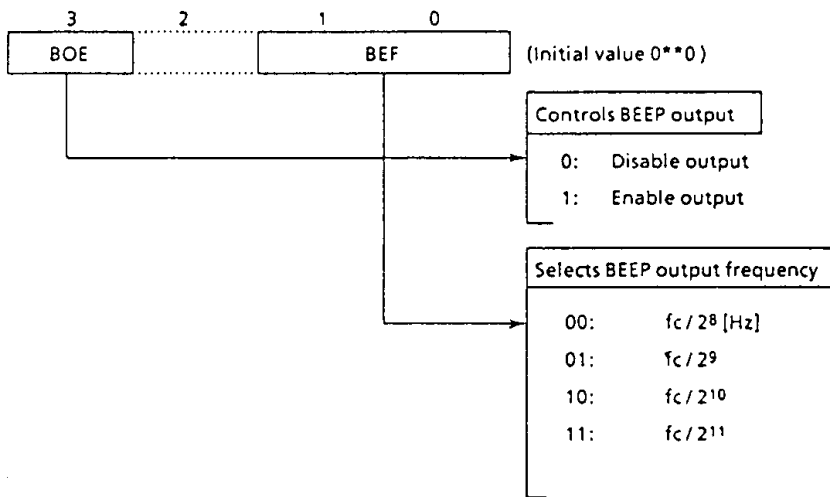 3 2 1 0
BOE BEF (Initial value 0**0)
Controls BEEP output
0: Disable output
1: Enable output
Selects BEEP output frequency
00: fc / 2⁸ [Hz]
01: fc / 2⁹
10: fc / 2¹⁰
11: fc / 2¹¹